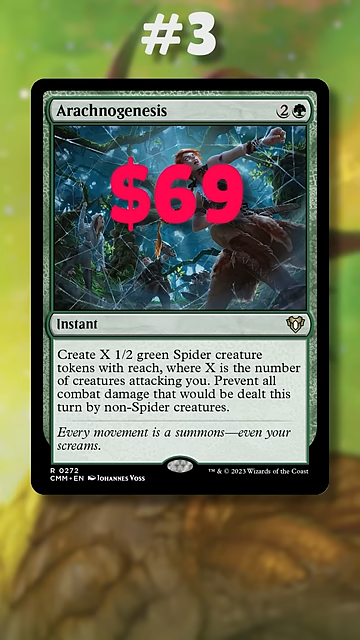 #3
Arachnogenesis 2
$69
Instant
Create X 1/2 green Spider creature
tokens with reach, where X is the number
of creatures attacking you. Prevent all
combat damage that would be dealt this
turn by non-Spider creatures.
Every movement is a summons—even your
screams.
R 0272
CMM • EN Johannes Voss
™ & © 2023 Wizards of the Coast